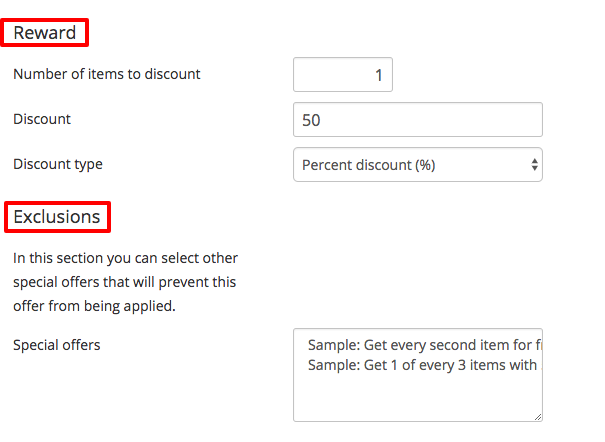 Reward
Number of items to discount 1
Discount 50
Discount type Percent discount (%)
Exclusions
In this section you can select other
special offers that will prevent this
offer from being applied.
Special offers Sample: Get every second item for
Sample: Get 1 of every 3 items with